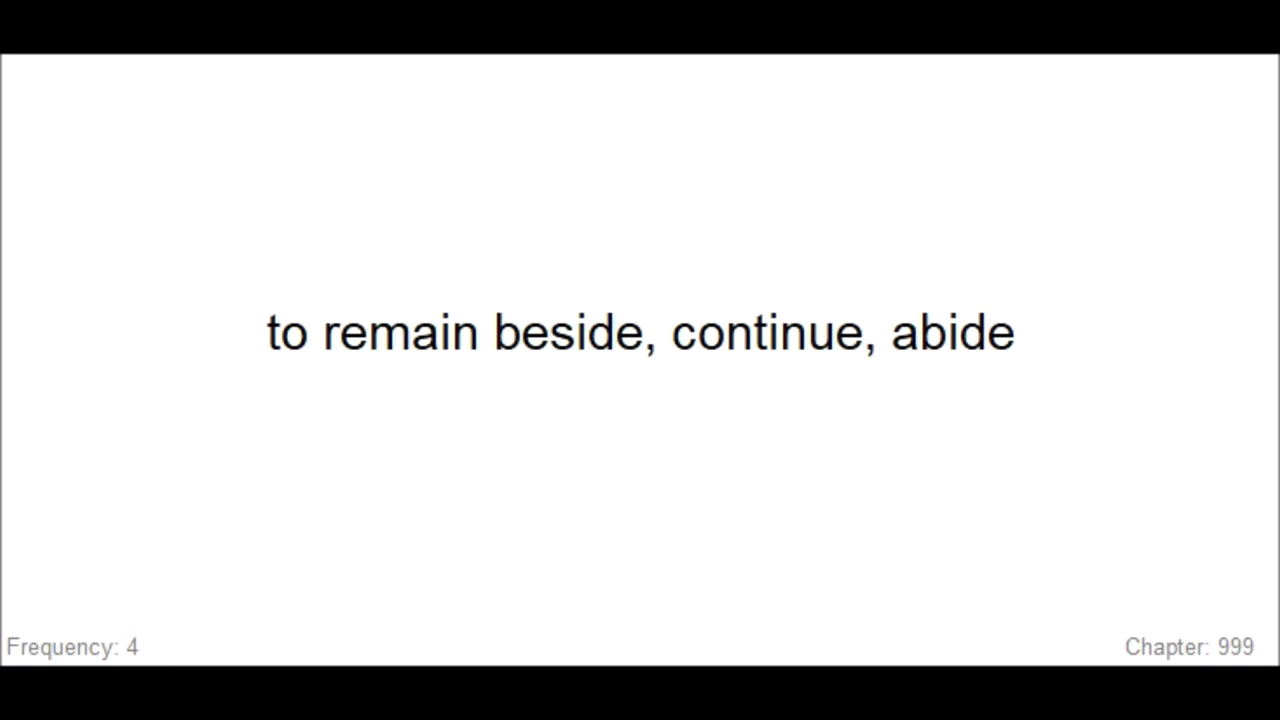 to remain beside, continue, abide
Frequency: 4
Chapter: 999